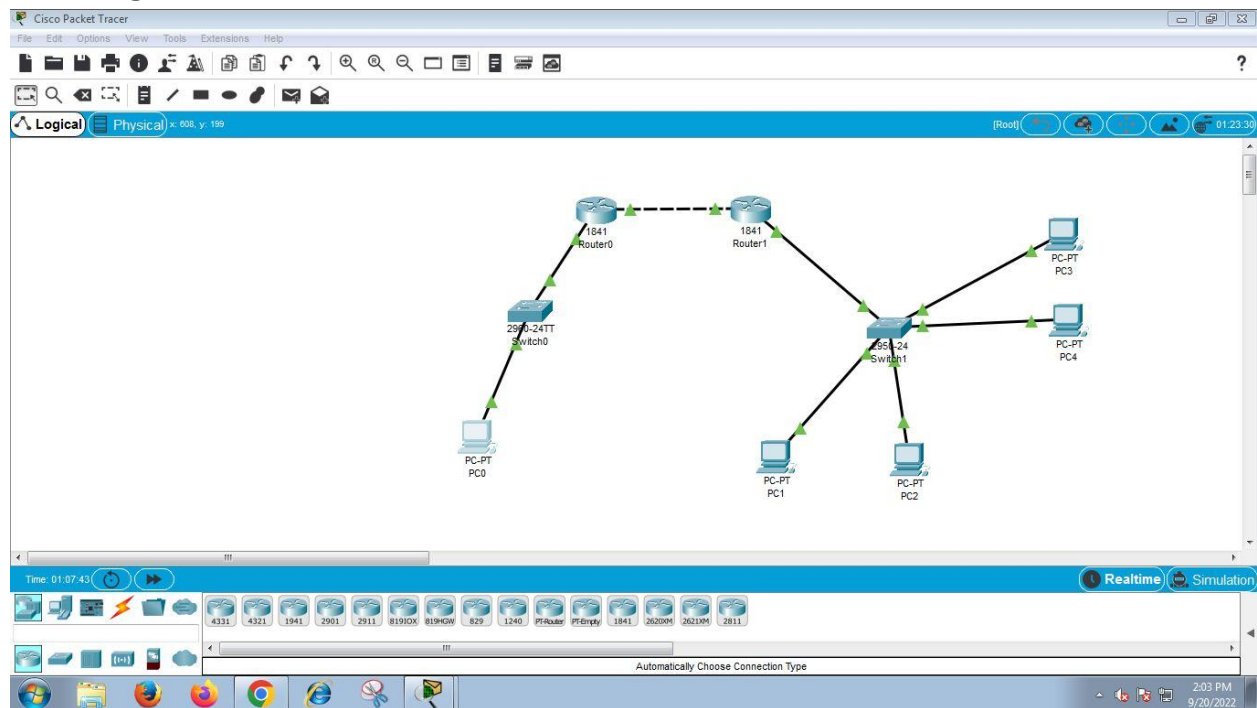 Cisco Packet Tracer
File Edit Options View Tools Extensions Help
?
Logical Physical x: 608, y: 199 [Root] 01:23:30
1841
Router0
1841
Router1
PC-PT
PC3
2960-24TT
Switch0
2950-24
Switch1
PC-PT
PC4
PC-PT
PC0
PC-PT
PC1
PC-PT
PC2
Time: 01:07:43 Realtime Simulation
4331 4321 1941 2901 2911 819IOX 819HGW 829 1240 PT-Router PT-Empty 1841 2620XM 2621XM 2811
Automatically Choose Connection Type
2:03 PM
9/20/2022